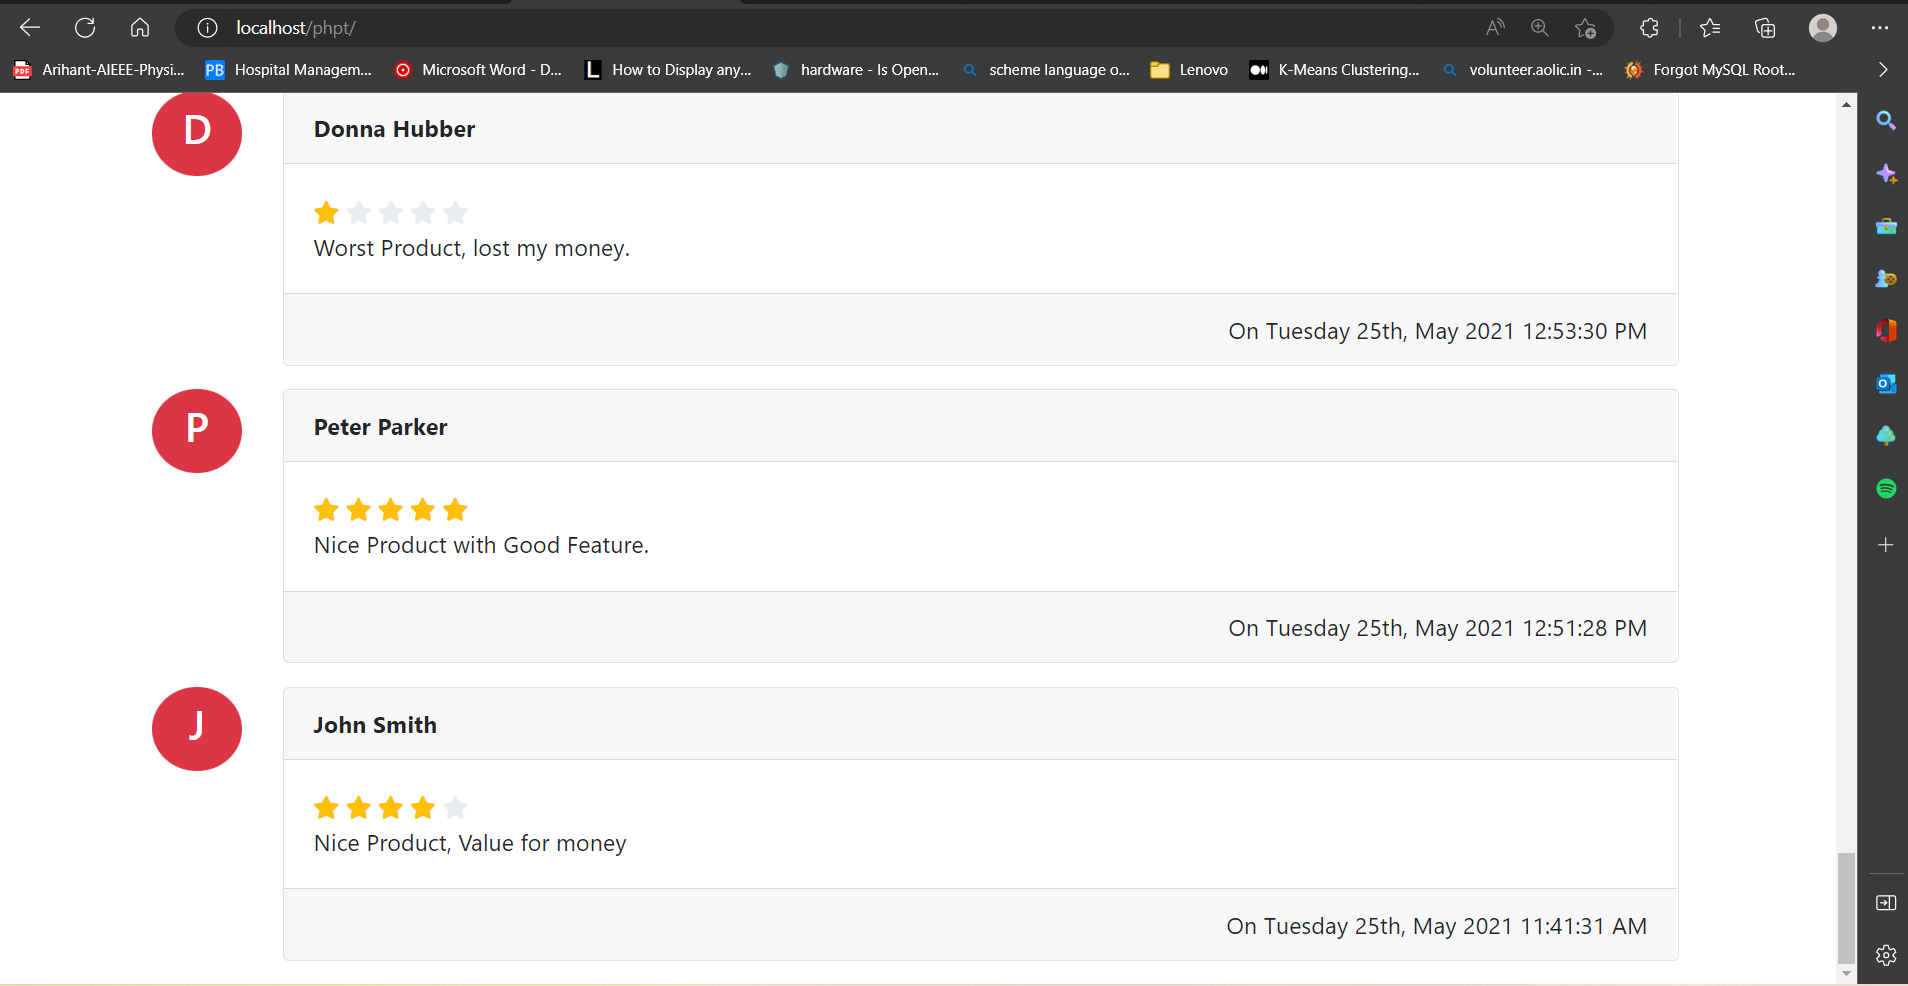 localhost/phpt/
Arihant-AIEEE-Physi...
PB Hospital Managem...
Microsoft Word - D...
L How to Display any...
hardware - Is Open...
scheme language o...
Lenovo
K-Means Clustering...
volunteer.aolic.in -...
Forgot MySQL Root...
D
Donna Hubber
Worst Product, lost my money.
On Tuesday 25th, May 2021 12:53:30 PM
P
Peter Parker
Nice Product with Good Feature.
On Tuesday 25th, May 2021 12:51:28 PM
J
John Smith
Nice Product, Value for money
On Tuesday 25th, May 2021 11:41:31 AM